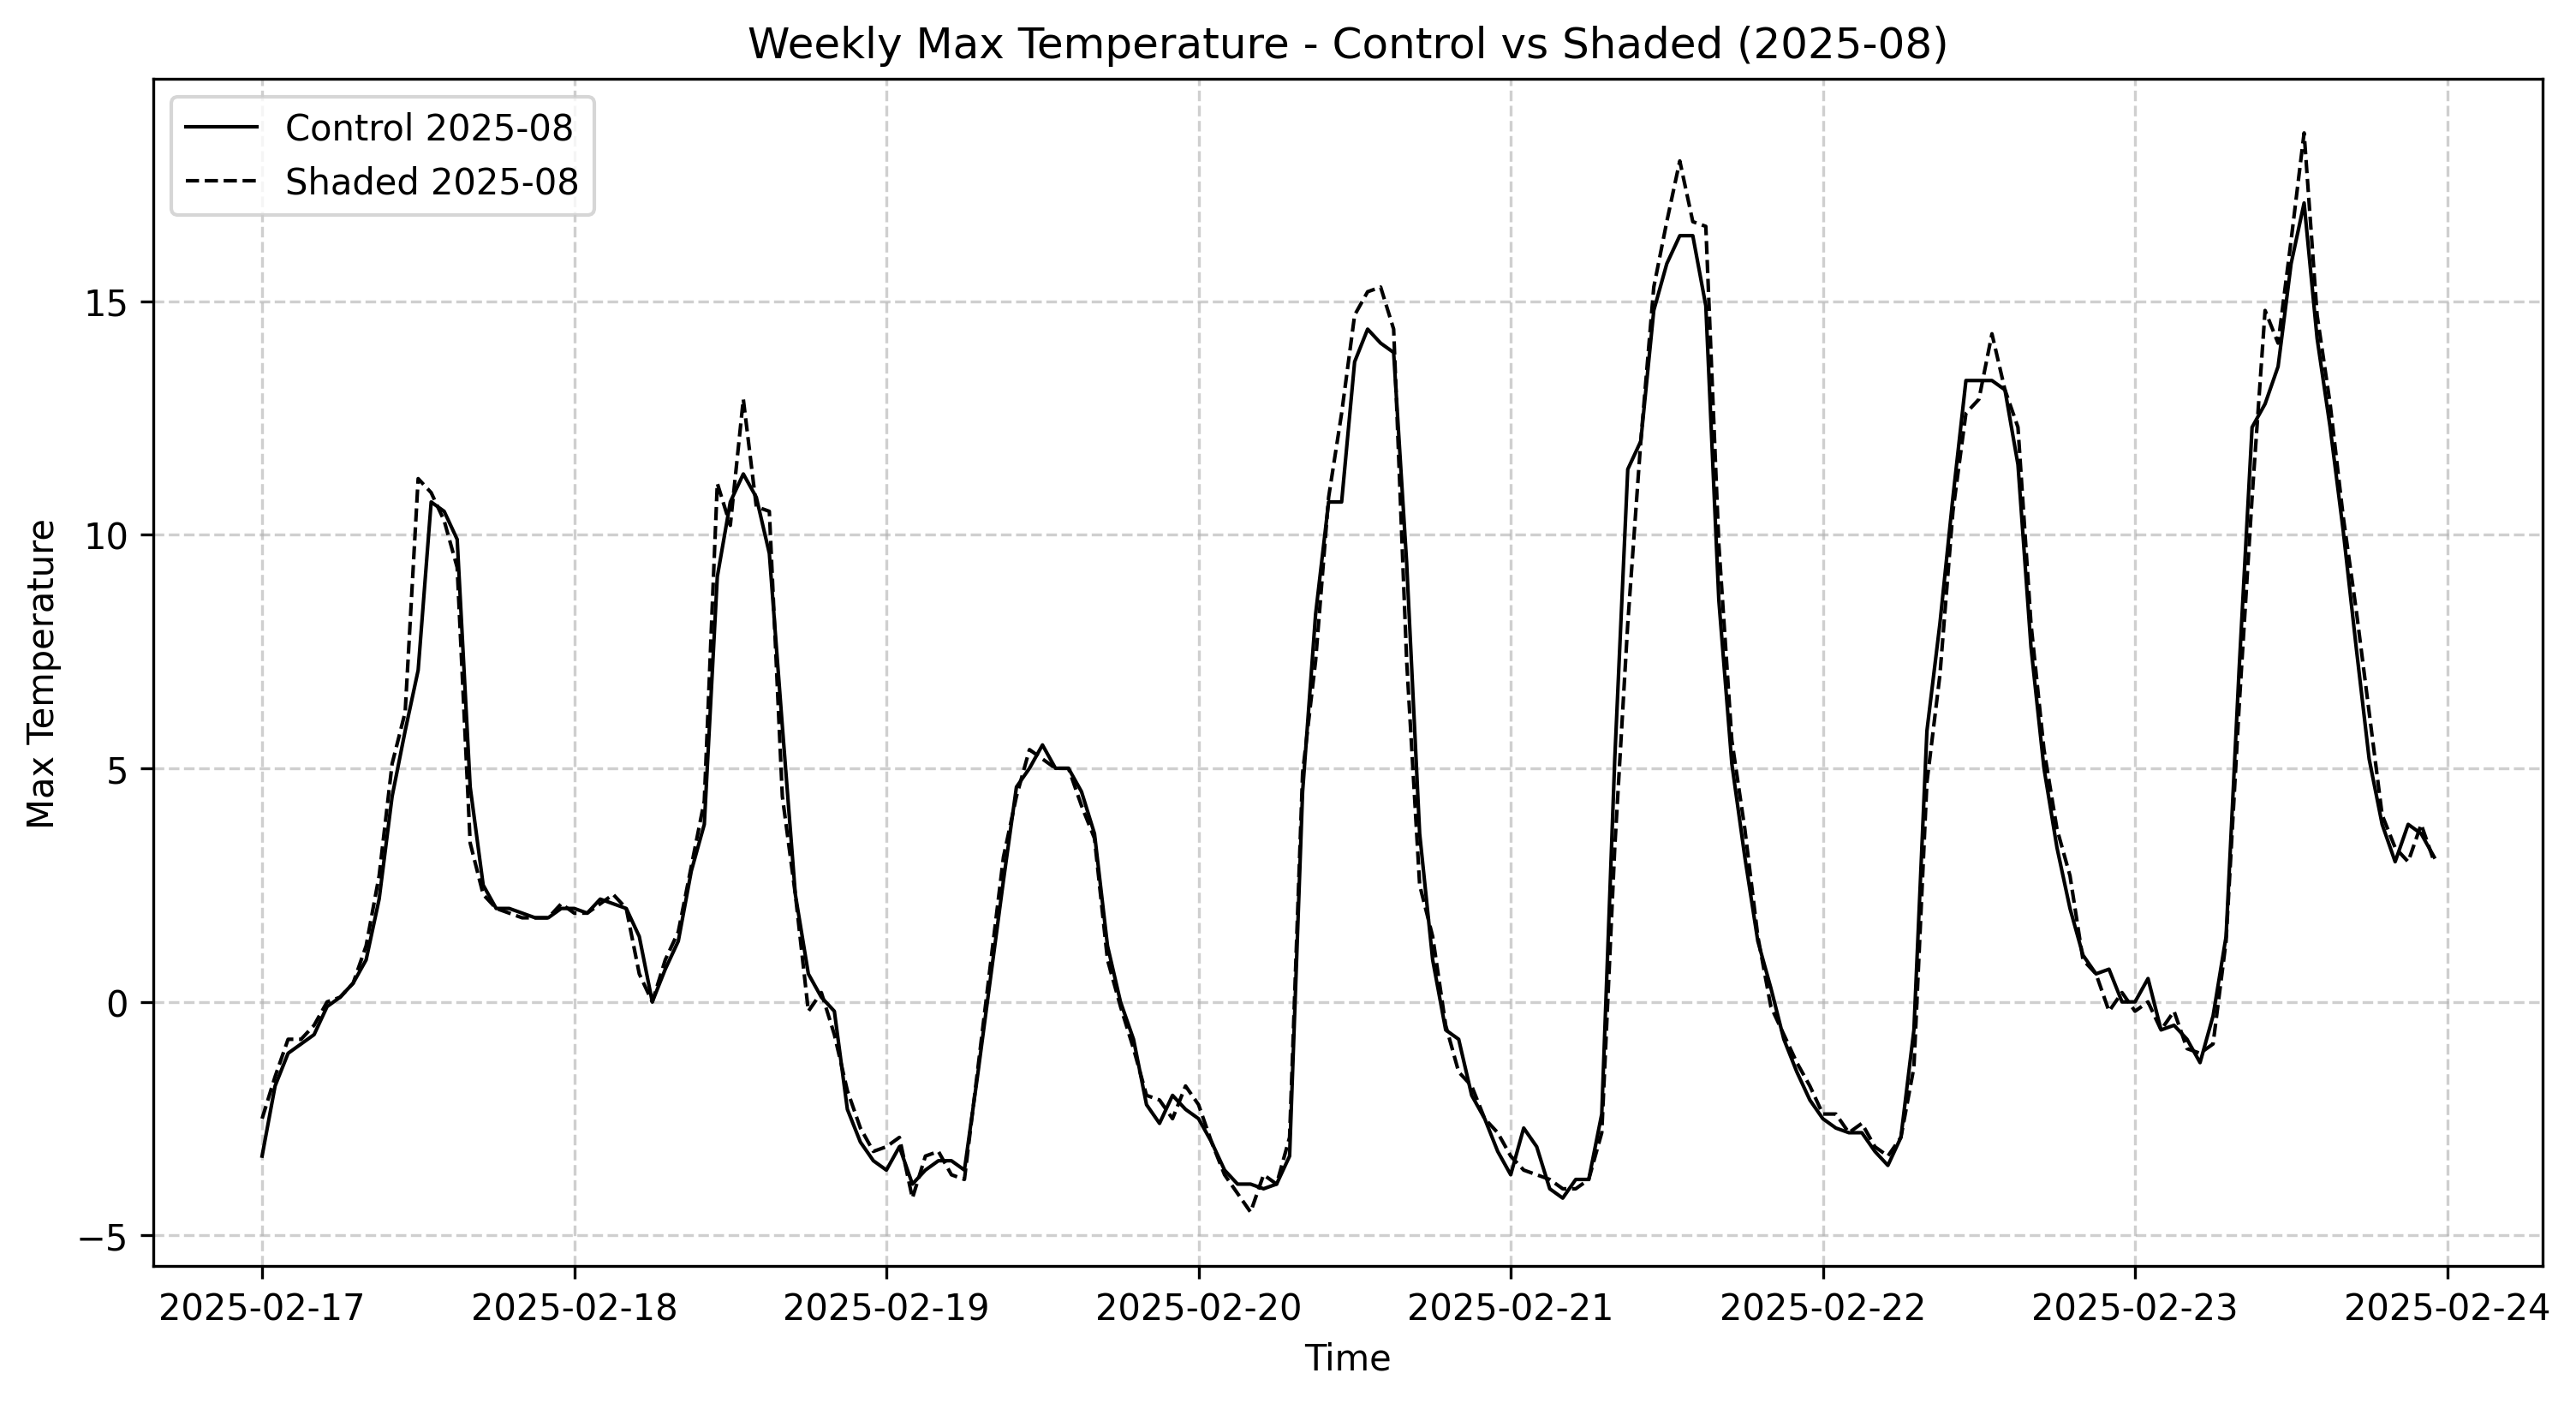 Weekly Max Temperature - Control vs Shaded (2025-08)
Control 2025-08
Shaded 2025-08
Max Temperature
15
10
5
0
−5
2025-02-17 2025-02-18 2025-02-19 2025-02-20 2025-02-21 2025-02-22 2025-02-23 2025-02-24
Time